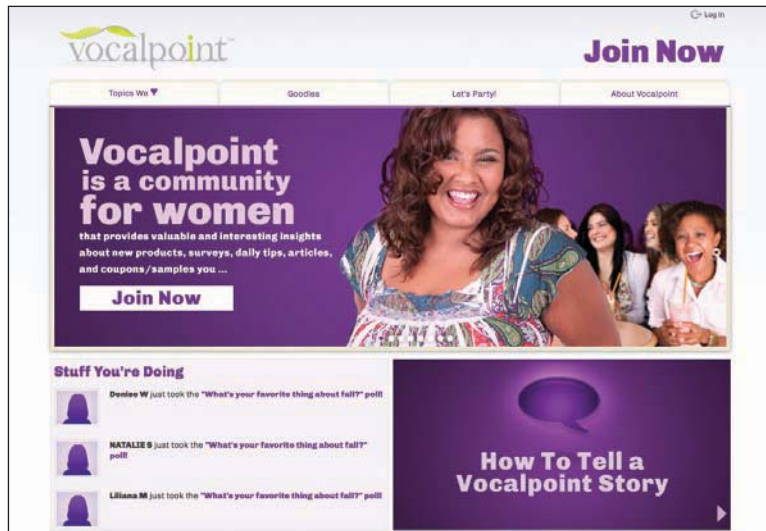 Log In
vocalpoint™
Join Now
Topics We ♥
Goodies
Let's Party!
About Vocalpoint
Vocalpoint
is a community
for women
that provides valuable and interesting insights
about new products, surveys, daily tips, articles,
and coupons/samples you ...
Join Now
Stuff You're Doing
Denise W just took the "What's your favorite thing about fall?" poll!
NATALIE S just took the "What's your favorite thing about fall?"
poll!
Liliana M just took the "What's your favorite thing about fall?" poll!
How To Tell a
Vocalpoint Story